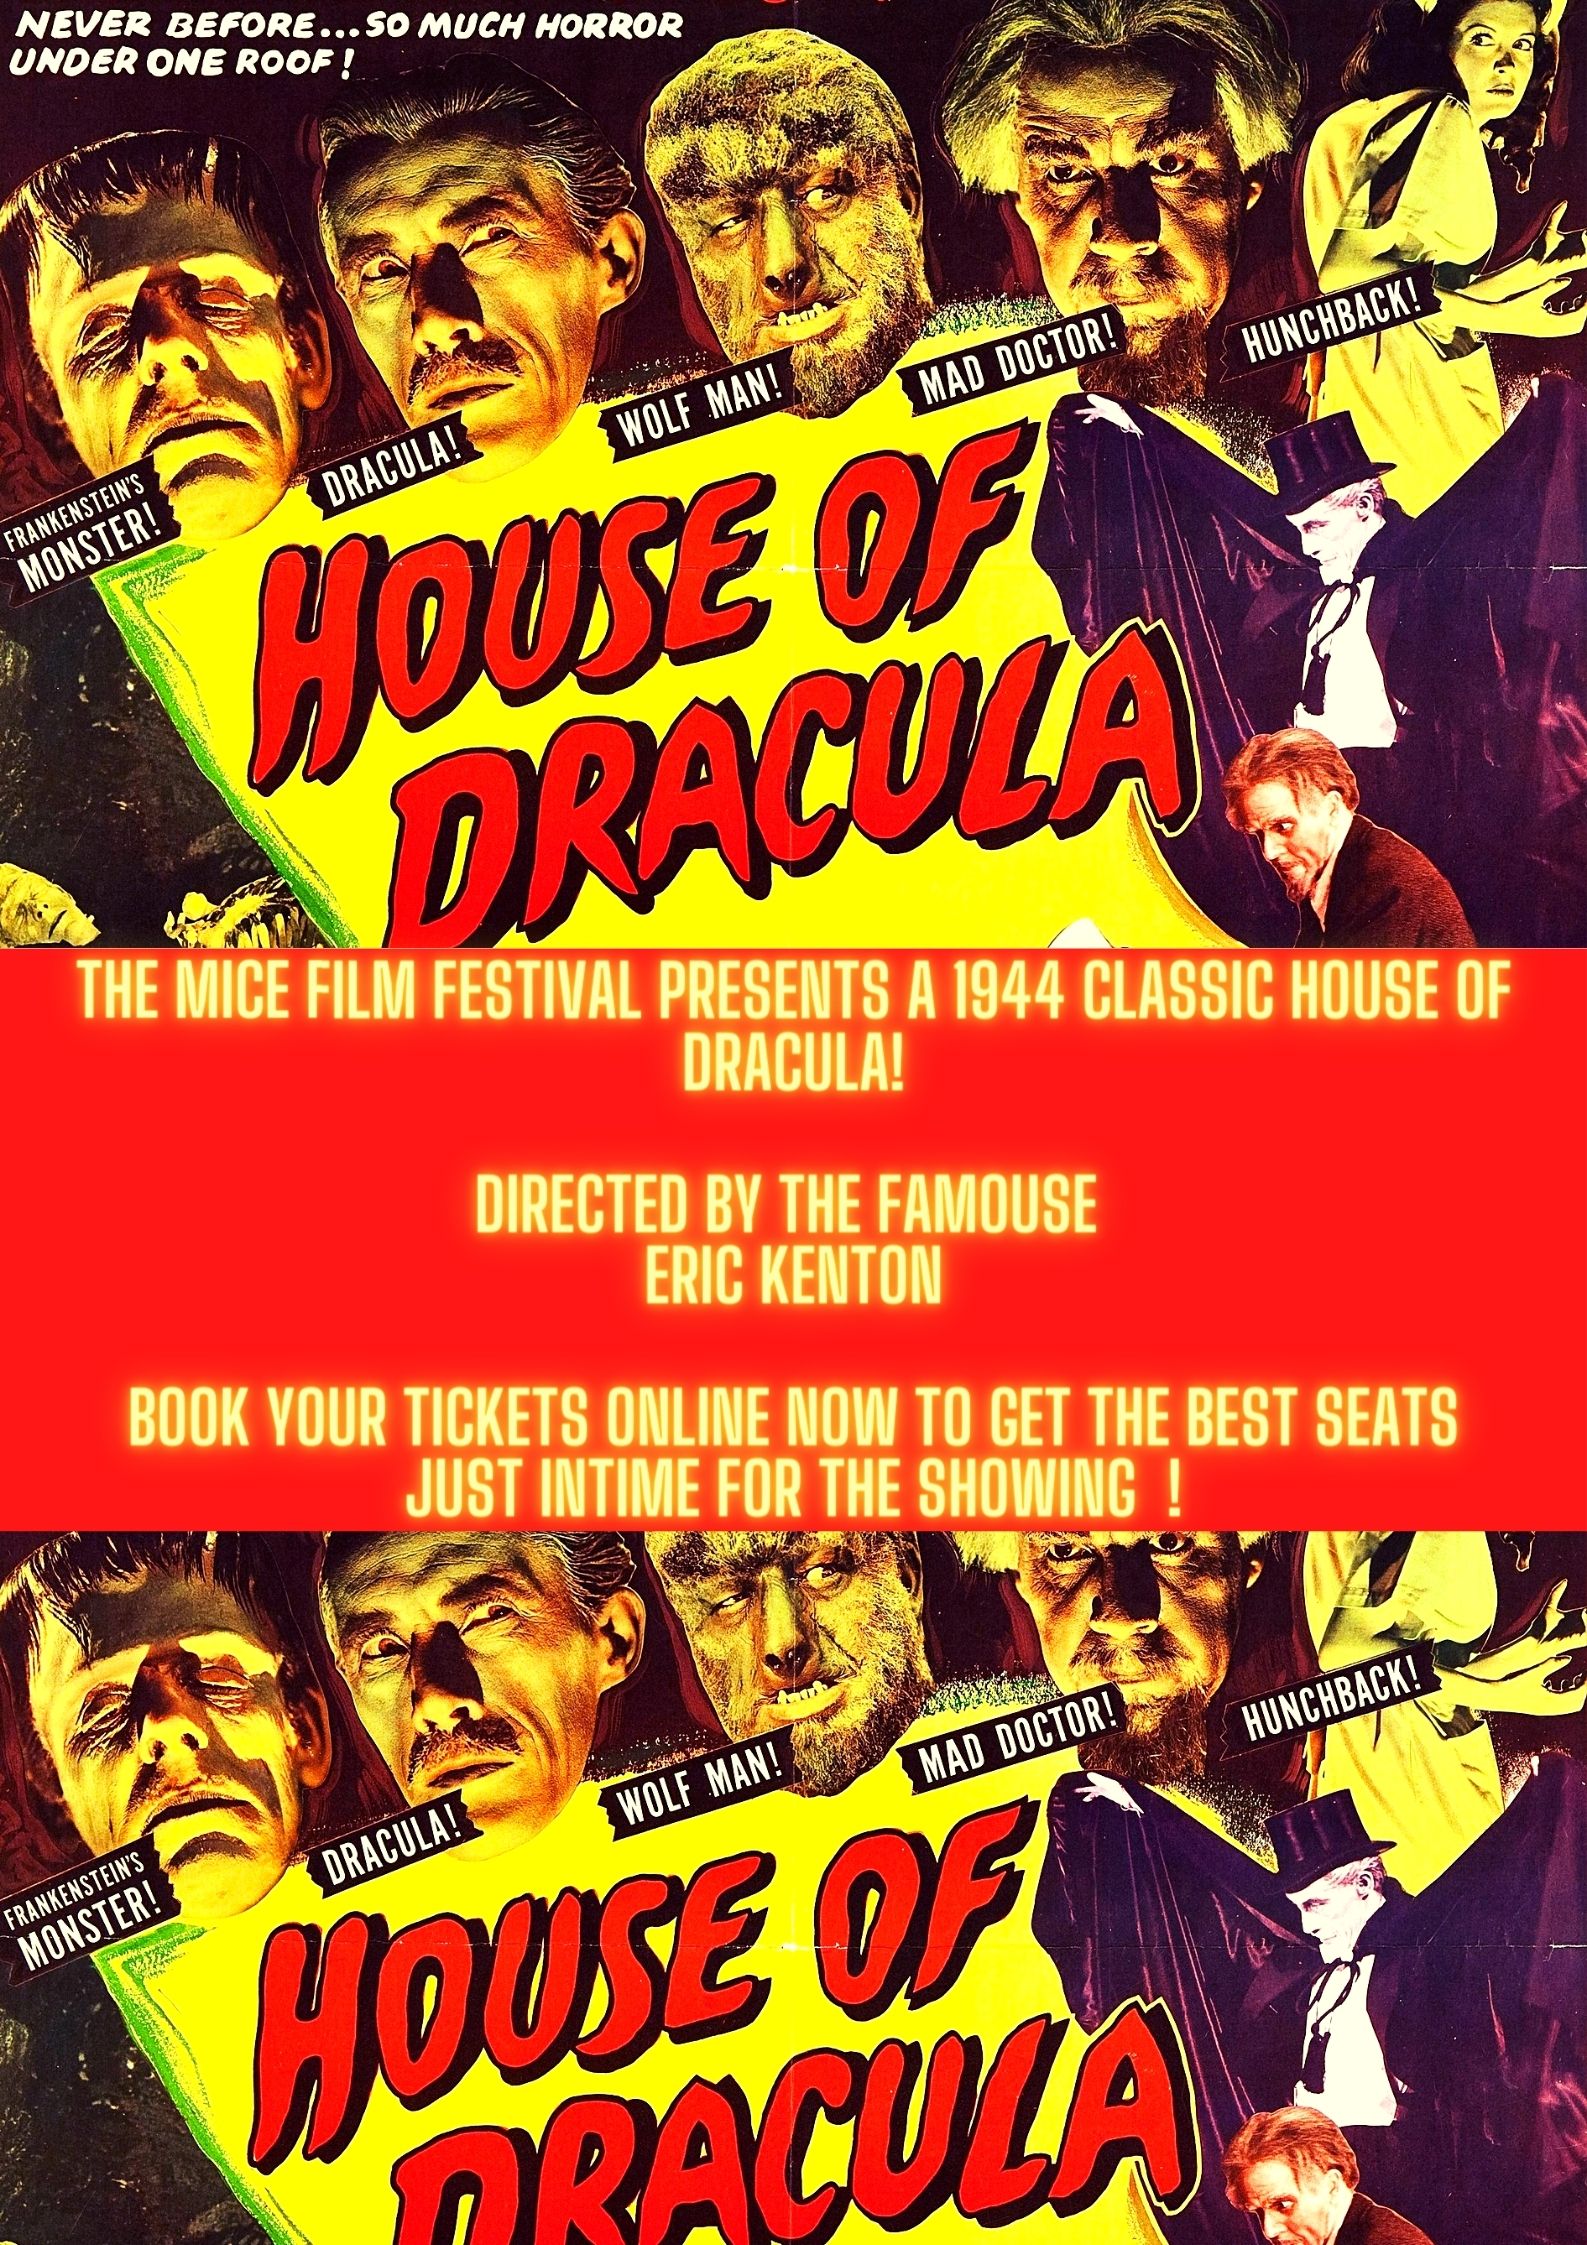 NEVER BEFORE...SO MUCH HORROR
UNDER ONE ROOF!
FRANKENSTEIN'S
MONSTER!
DRACULA!
WOLF MAN!
MAD DOCTOR!
HUNCHBACK!
HOUSE OF
DRACULA
THE MICE FILM FESTIVAL PRESENTS A 1944 CLASSIC HOUSE OF
DRACULA!
DIRECTED BY THE FAMOUSE
ERIC KENTON
BOOK YOUR TICKETS ONLINE NOW TO GET THE BEST SEATS
JUST INTIME FOR THE SHOWING !
FRANKENSTEIN'S
MONSTER!
DRACULA!
WOLF MAN!
MAD DOCTOR!
HUNCHBACK!
HOUSE OF
DRACULA